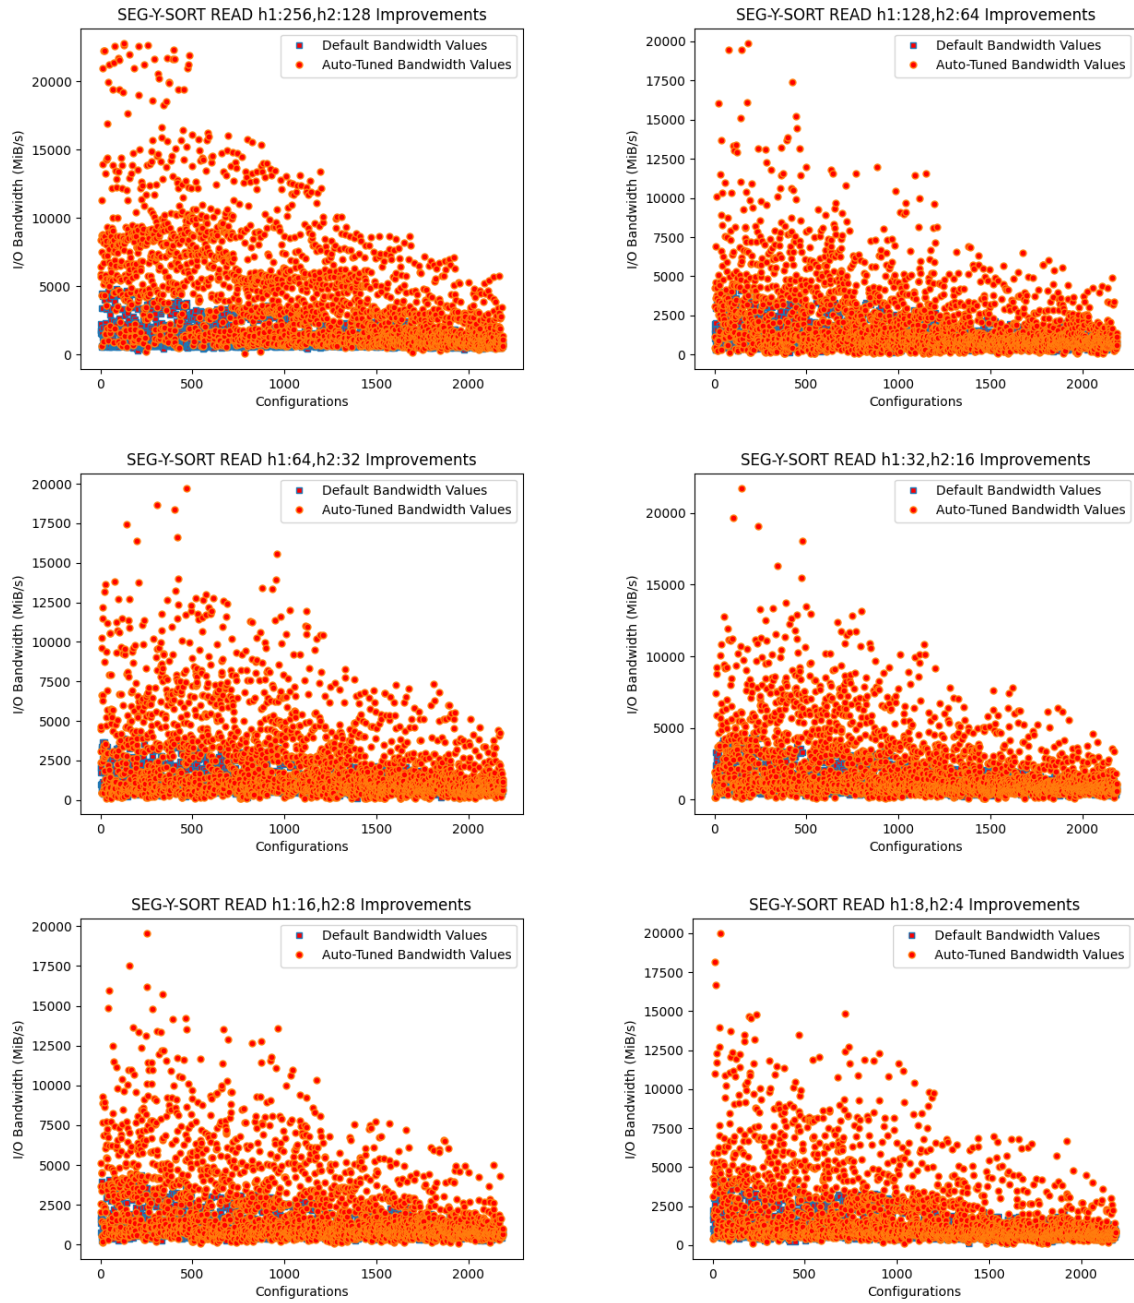 SEG-Y-SORT READ h1:256,h2:128 Improvements
Default Bandwidth Values
Auto-Tuned Bandwidth Values
I/O Bandwidth (MiB/s)
20000
15000
10000
5000
0
0 500 1000 1500 2000
Configurations
SEG-Y-SORT READ h1:128,h2:64 Improvements
Default Bandwidth Values
Auto-Tuned Bandwidth Values
I/O Bandwidth (MiB/s)
20000
17500
15000
12500
10000
7500
5000
2500
0
0 500 1000 1500 2000
Configurations
SEG-Y-SORT READ h1:64,h2:32 Improvements
Default Bandwidth Values
Auto-Tuned Bandwidth Values
I/O Bandwidth (MiB/s)
20000
17500
15000
12500
10000
7500
5000
2500
0
0 500 1000 1500 2000
Configurations
SEG-Y-SORT READ h1:32,h2:16 Improvements
Default Bandwidth Values
Auto-Tuned Bandwidth Values
I/O Bandwidth (MiB/s)
20000
15000
10000
5000
0
0 500 1000 1500 2000
Configurations
SEG-Y-SORT READ h1:16,h2:8 Improvements
Default Bandwidth Values
Auto-Tuned Bandwidth Values
I/O Bandwidth (MiB/s)
20000
17500
15000
12500
10000
7500
5000
2500
0
0 500 1000 1500 2000
Configurations
SEG-Y-SORT READ h1:8,h2:4 Improvements
Default Bandwidth Values
Auto-Tuned Bandwidth Values
I/O Bandwidth (MiB/s)
20000
17500
15000
12500
10000
7500
5000
2500
0
0 500 1000 1500 2000
Configurations